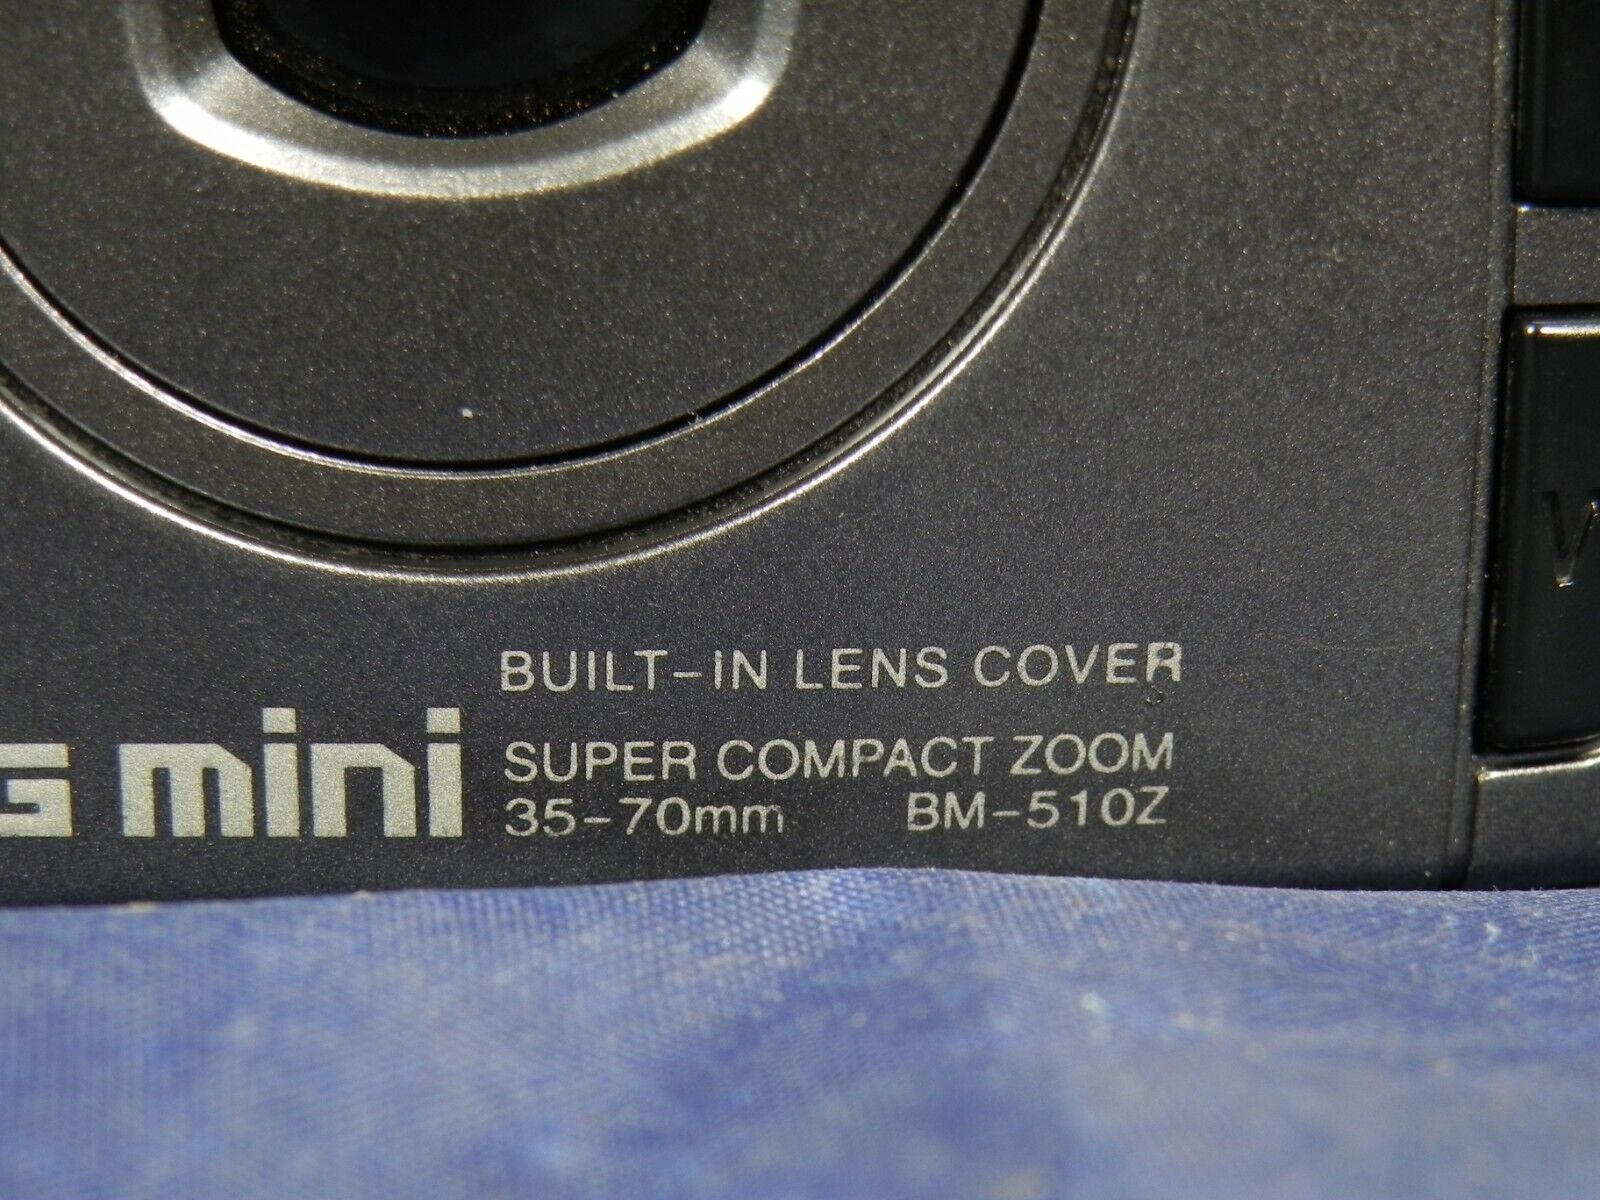 BUILT-IN LENS COVER
mini SUPER COMPACT ZOOM
35-70mm BM-510Z